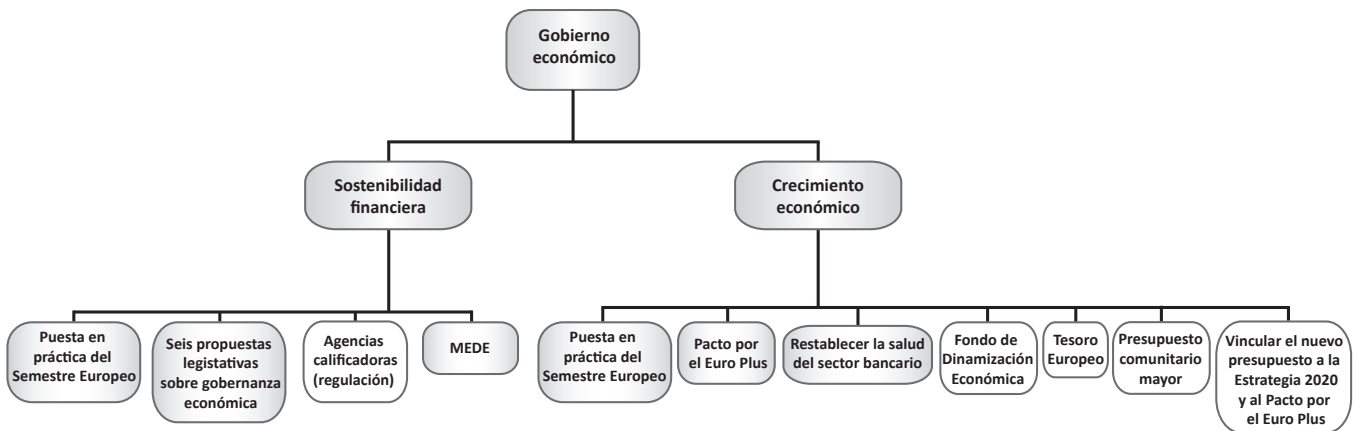 Gobierno
económico
Sostenibilidad
financiera
Crecimiento
económico
Puesta en
práctica del
Semestre Europeo
Seis propuestas
legislativas
sobre gobernanza
económica
Agencias
calificadoras
(regulación)
MEDE
Puesta en
práctica del
Semestre Europeo
Pacto por
el Euro Plus
Restablecer la salud
del sector bancario
Fondo de
Dinamización
Económica
Tesoro
Europeo
Presupuesto
comunitario
mayor
Vincular el nuevo
presupuesto a la
Estrategia 2020
y al Pacto por
el Euro Plus